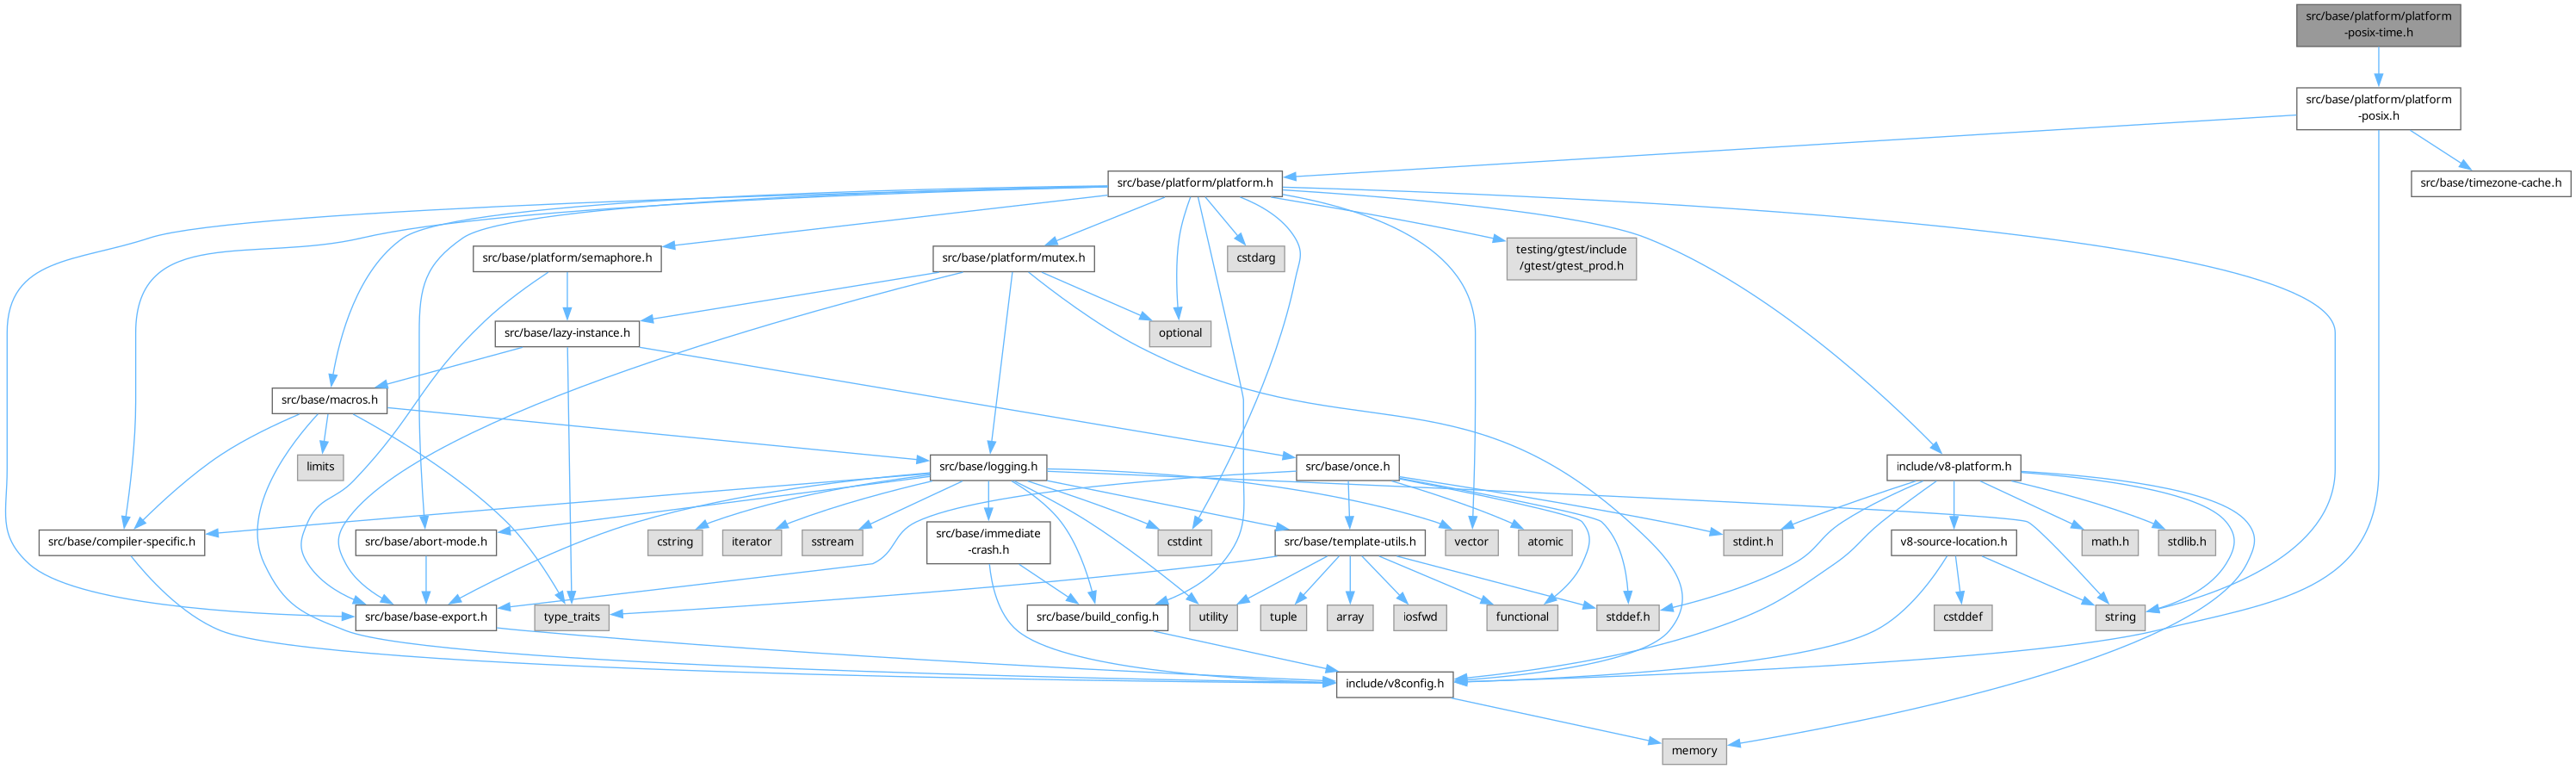 src/base/platform/platform
-posix-time.h
src/base/platform/platform
-posix.h
src/base/platform/platform.h
src/base/timezone-cache.h
src/base/platform/semaphore.h
src/base/platform/mutex.h
cstdarg
testing/gtest/include
/gtest/gtest_prod.h
src/base/lazy-instance.h
optional
src/base/macros.h
limits
src/base/logging.h
src/base/once.h
include/v8-platform.h
src/base/compiler-specific.h
src/base/abort-mode.h
cstring
iterator
sstream
src/base/immediate
-crash.h
cstdint
src/base/template-utils.h
vector
atomic
stdint.h
v8-source-location.h
math.h
stdlib.h
src/base/base-export.h
type_traits
src/base/build_config.h
utility
tuple
array
iosfwd
functional
stddef.h
cstddef
string
include/v8config.h
memory